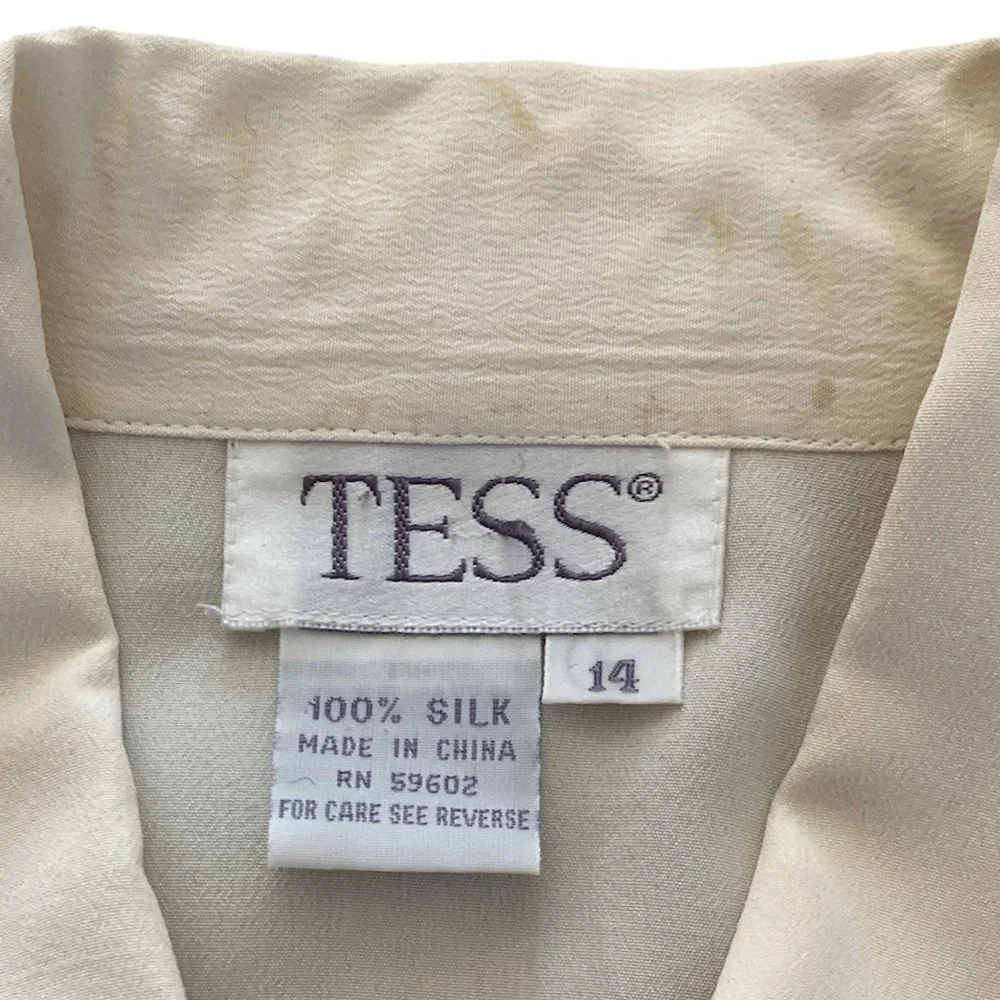 TESS®
14
100% SILK
MADE IN CHINA
RN 59602
FOR CARE SEE REVERSE